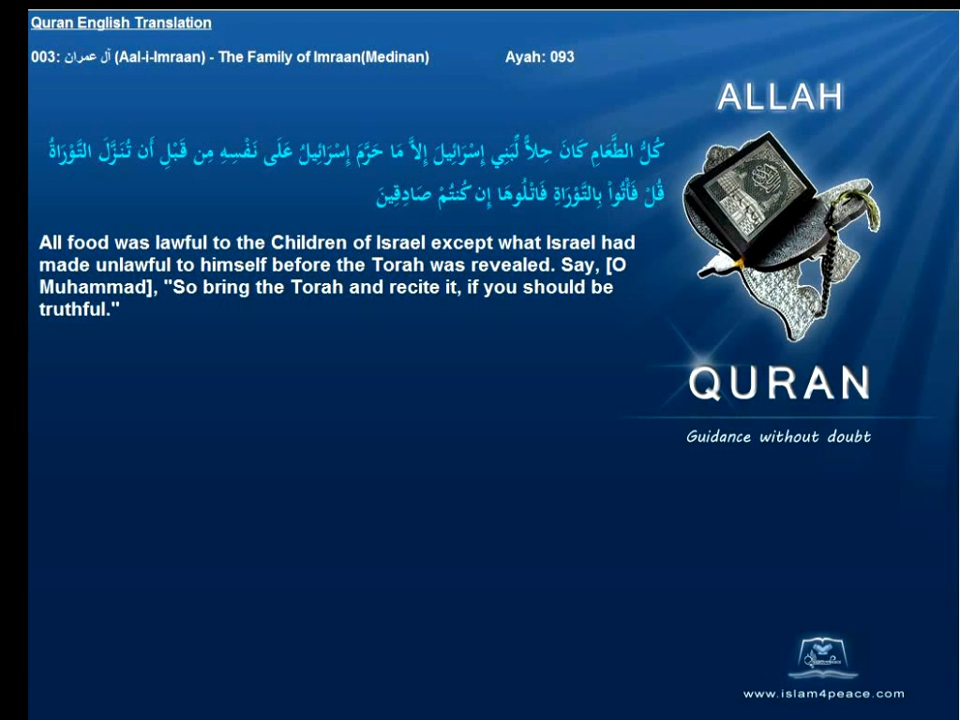 Quran English Translation
003: آل عمران (Aal-i-Imraan) - The Family of Imraan(Medinan) Ayah: 093
ALLAH
كُلُّ الطَّعَامِ كَانَ حِلاًّ لِّبَنِي إِسْرَائِيلَ إِلاَّ مَا حَرَّمَ إِسْرَائِيلُ عَلَى نَفْسِهِ مِن قَبْلِ أَن تُنَزَّلَ التَّوْرَاةُ
قُلْ فَأْتُواْ بِالتَّوْرَاةِ فَاتْلُوهَا إِن كُنتُمْ صَادِقِينَ
All food was lawful to the Children of Israel except what Israel had
made unlawful to himself before the Torah was revealed. Say, [O
Muhammad], "So bring the Torah and recite it, if you should be
truthful."
QURAN
Guidance without doubt
www.islam4peace.com